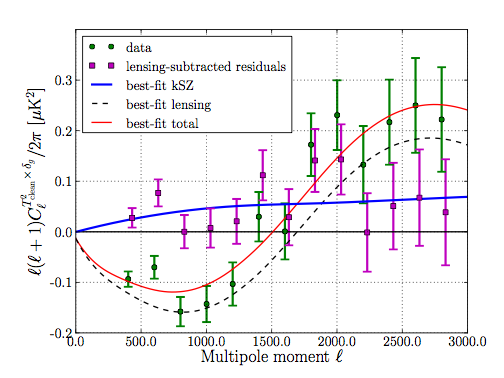 data
lensing-subtracted residuals
best-fit kSZ
best-fit lensing
best-fit total
ℓ(ℓ + 1)C_ℓ^{T²_clean × δ_g}/2π [μK²]
0.3
0.2
0.1
0.0
-0.1
-0.2
0.0 500.0 1000.0 1500.0 2000.0 2500.0 3000.0
Multipole moment ℓ